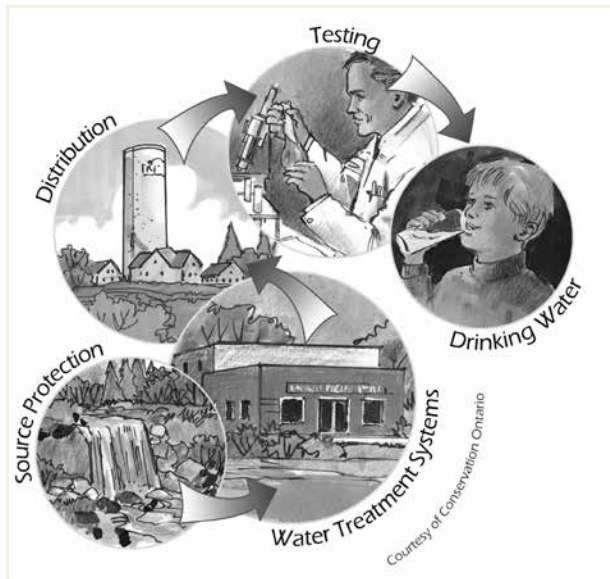 Testing
Distribution
Drinking Water
Source Protection
Water Treatment Systems
Courtesy of Conservation Ontario